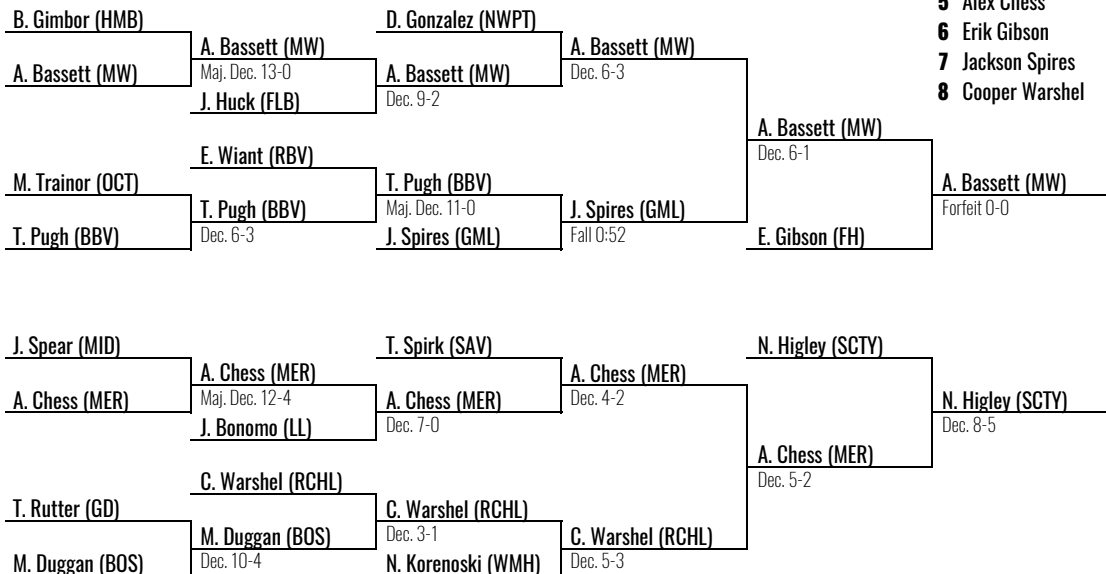 5 Alex Chess
6 Erik Gibson
7 Jackson Spires
8 Cooper Warshel
B. Gimbor (HMB)
A. Bassett (MW)
A. Bassett (MW)
Maj. Dec. 13-0
J. Huck (FLB)
D. Gonzalez (NWPT)
A. Bassett (MW)
Dec. 9-2
A. Bassett (MW)
Dec. 6-3
M. Trainor (OCT)
T. Pugh (BBV)
E. Wiant (RBV)
T. Pugh (BBV)
Dec. 6-3
T. Pugh (BBV)
Maj. Dec. 11-0
J. Spires (GML)
J. Spires (GML)
Fall 0:52
A. Bassett (MW)
Dec. 6-1
E. Gibson (FH)
A. Bassett (MW)
Forfeit 0-0
J. Spear (MID)
A. Chess (MER)
A. Chess (MER)
Maj. Dec. 12-4
J. Bonomo (LL)
T. Spirk (SAV)
A. Chess (MER)
Dec. 7-0
A. Chess (MER)
Dec. 4-2
T. Rutter (GD)
M. Duggan (BOS)
C. Warshel (RCHL)
M. Duggan (BOS)
Dec. 10-4
C. Warshel (RCHL)
Dec. 3-1
N. Korenoski (WMH)
C. Warshel (RCHL)
Dec. 5-3
N. Higley (SCTY)
A. Chess (MER)
Dec. 5-2
N. Higley (SCTY)
Dec. 8-5